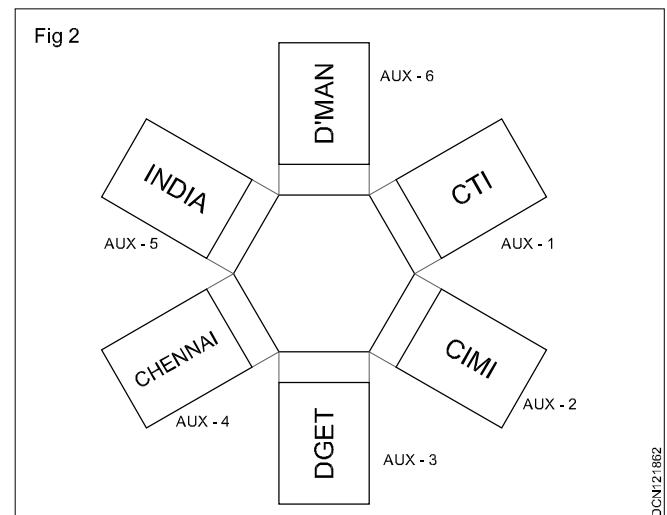 Fig 2
D'MAN
AUX - 6
INDIA
CTI
AUX - 5
AUX - 1
CHENNAI
CIMI
AUX - 4
AUX - 2
DGET
AUX - 3
DCN121862